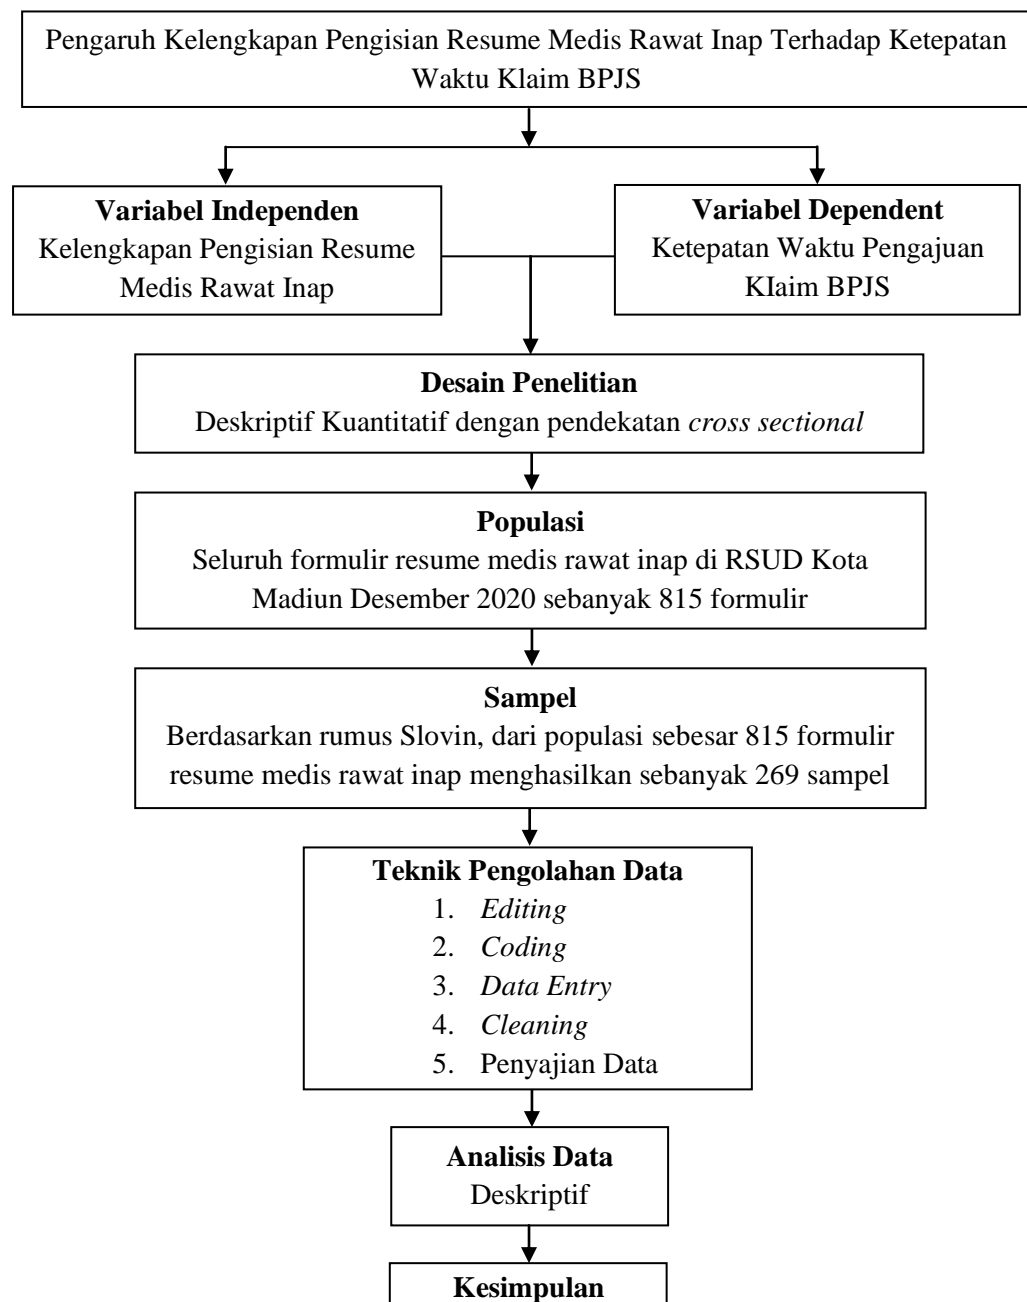 Pengaruh Kelengkapan Pengisian Resume Medis Rawat Inap Terhadap Ketepatan
Waktu Klaim BPJS
Variabel Independen
Kelengkapan Pengisian Resume
Medis Rawat Inap
Variabel Dependent
Ketepatan Waktu Pengajuan
KIaim BPJS
Desain Penelitian
Deskriptif Kuantitatif dengan pendekatan cross sectional
Populasi
Seluruh formulir resume medis rawat inap di RSUD Kota
Madiun Desember 2020 sebanyak 815 formulir
Sampel
Berdasarkan rumus Slovin, dari populasi sebesar 815 formulir
resume medis rawat inap menghasilkan sebanyak 269 sampel
Teknik Pengolahan Data
1. Editing
2. Coding
3. Data Entry
4. Cleaning
5. Penyajian Data
Analisis Data
Deskriptif
Kesimpulan